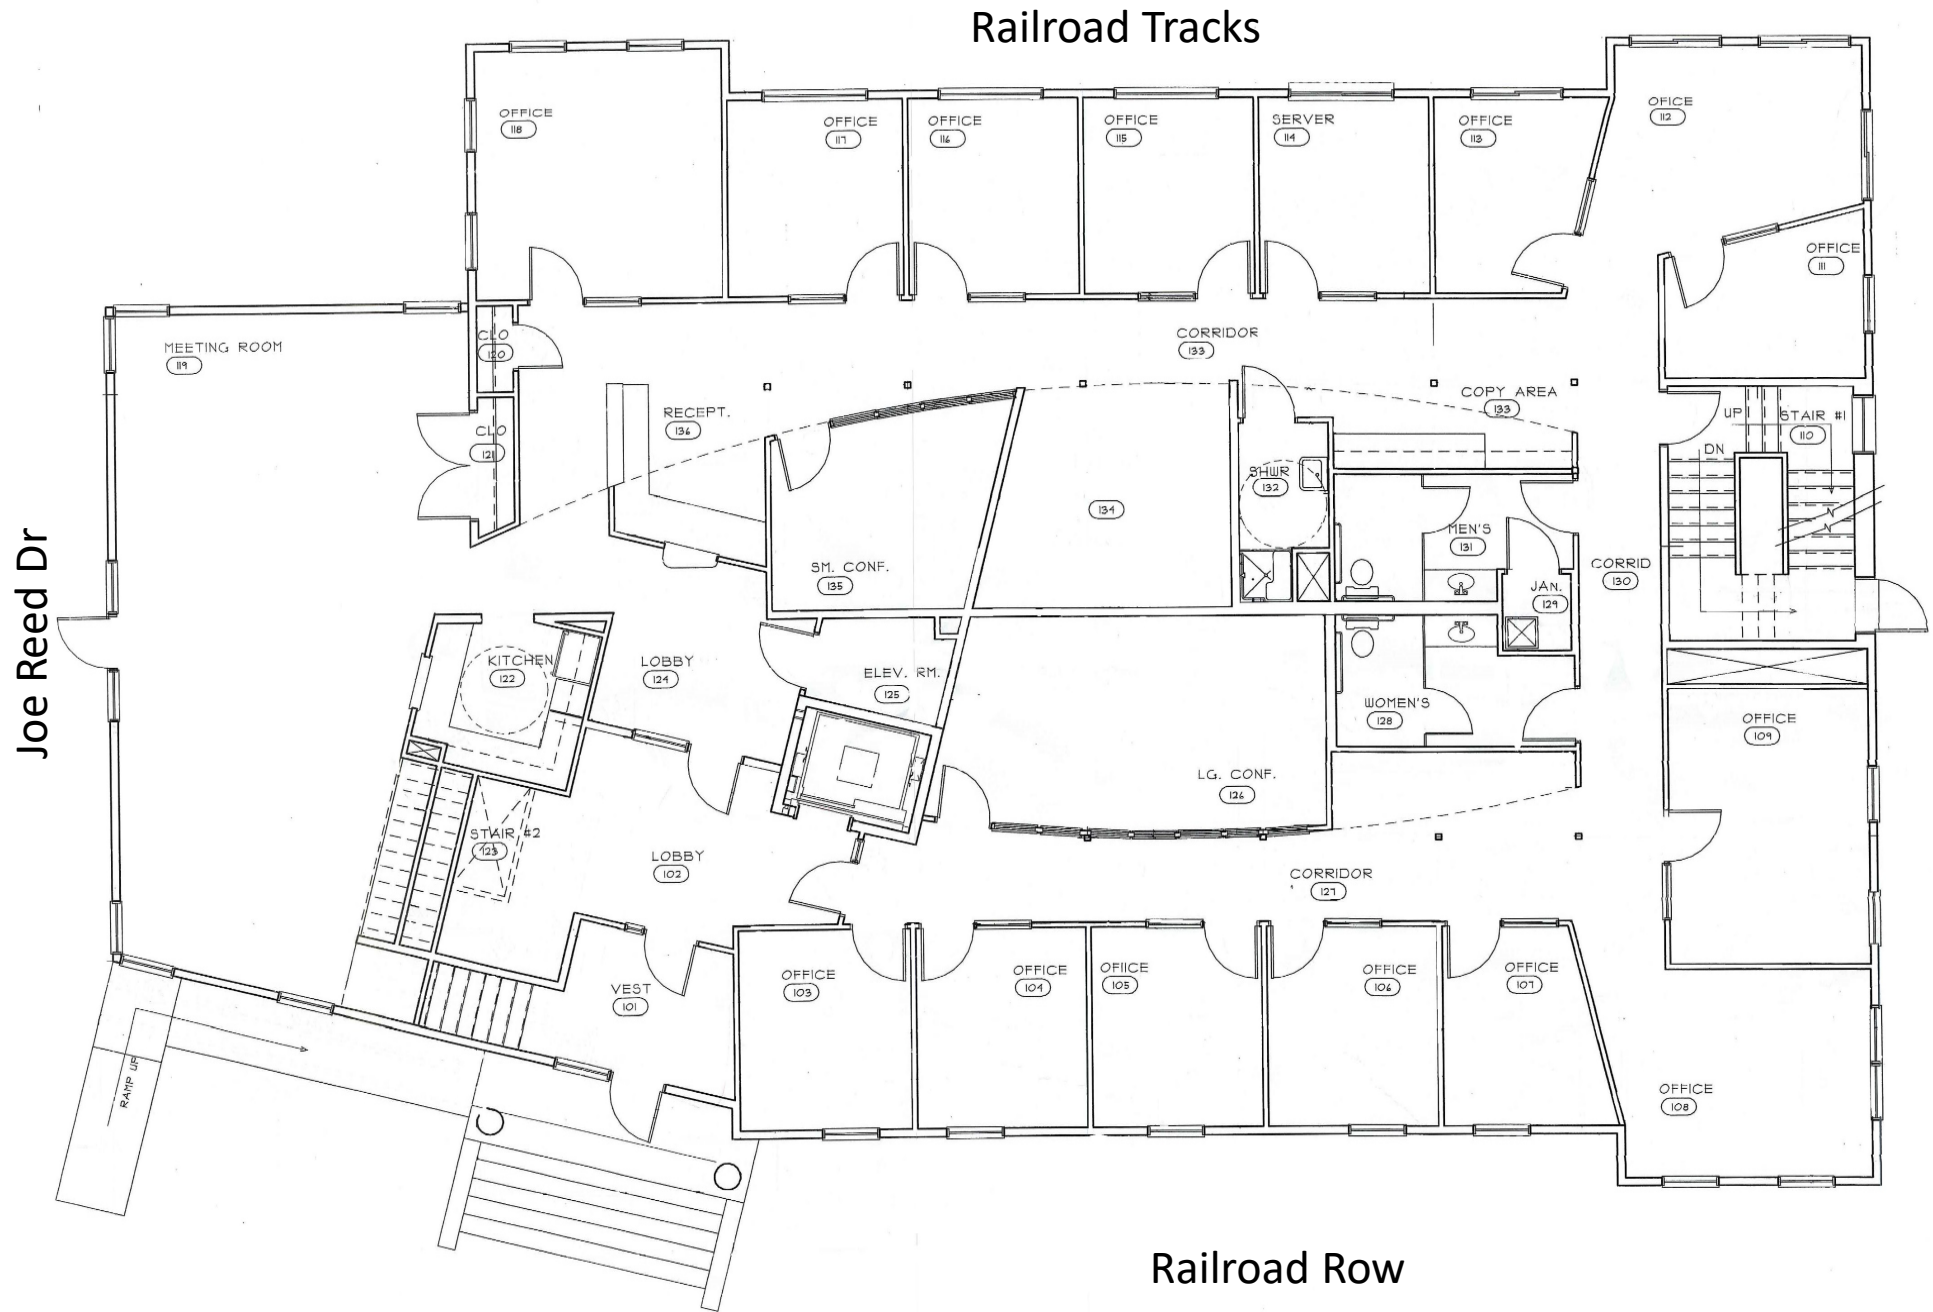 Railroad Tracks
OFFICE
118
OFFICE
117
OFFICE
116
OFFICE
115
SERVER
114
OFFICE
113
OFICE
112
OFFICE
111
MEETING ROOM
119
CLO
120
CORRIDOR
133
RECEPT.
136
COPY AREA
133
UP
STAIR #1
110
CLO
121
DN
SHWR
132
134
MEN'S
131
SM. CONF.
135
CORRID
130
JAN.
129
Joe Reed Dr
KITCHEN
122
LOBBY
124
ELEV. RM.
125
WOMEN'S
128
OFFICE
109
LG. CONF.
126
STAIR #2
123
LOBBY
102
CORRIDOR
127
VEST
101
OFFICE
103
OFFICE
104
OFIICE
105
OFFICE
106
OFFICE
107
RAMP UP
OFFICE
108
Railroad Row